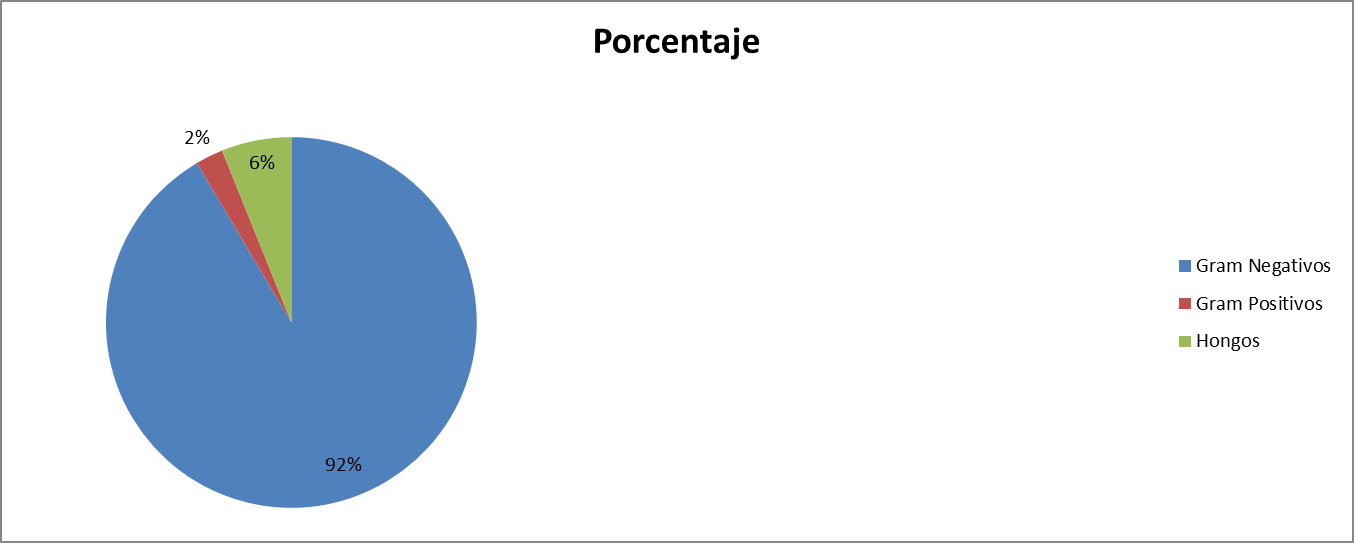 Porcentaje
2%
6%
92%
Gram Negativos
Gram Positivos
Hongos